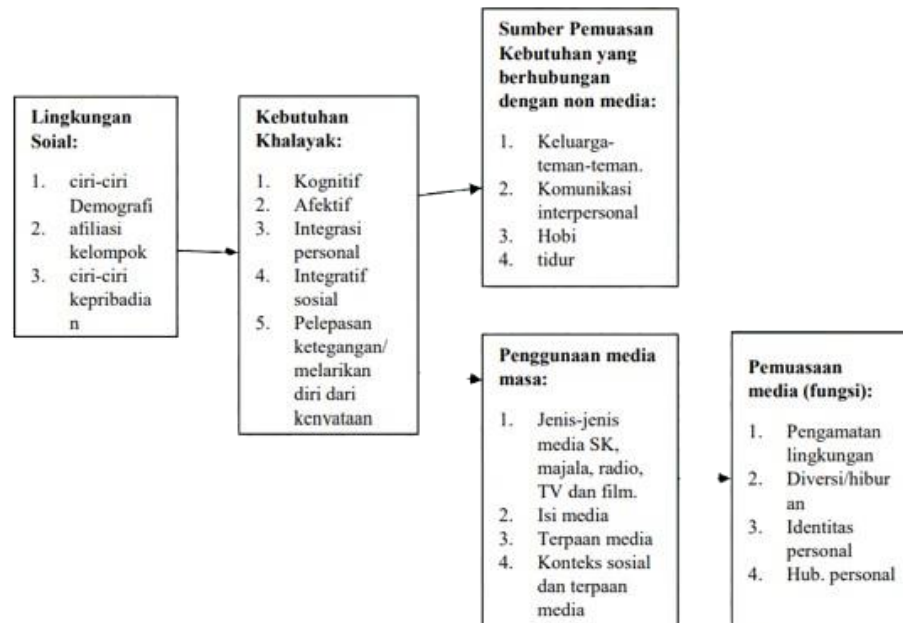 Lingkungan
Soial:
1. ciri-ciri
Demografi
2. afiliasi
kelompok
3. ciri-ciri
kepribadia
n
Kebutuhan
Khalayak:
1. Kognitif
2. Afektif
3. Integrasi
personal
4. Integratif
sosial
5. Pelepasan
ketegangan/
melarikan
diri dari
kenyataan
Sumber Pemuasan
Kebutuhan yang
berhubungan
dengan non media:
1. Keluarga-
teman-teman.
2. Komunikasi
interpersonal
3. Hobi
4. tidur
Penggunaan media
masa:
1. Jenis-jenis
media SK,
majala, radio,
TV dan film.
2. Isi media
3. Terpaan media
4. Konteks sosial
dan terpaan
media
Pemuasaan
media (fungsi):
1. Pengamatan
lingkungan
2. Diversi/hibur
an
3. Identitas
personal
4. Hub. personal